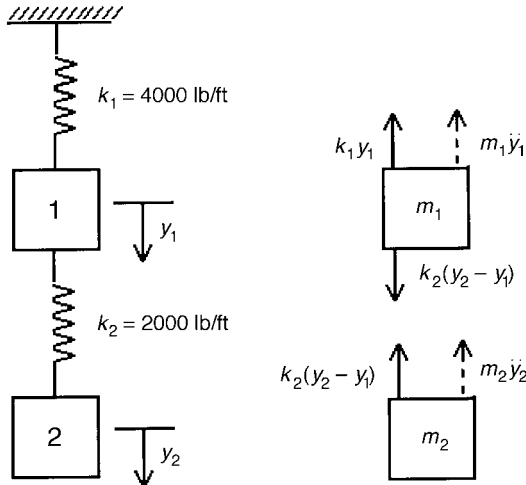 k₁ = 4000 lb/ft
1
y₁
k₂ = 2000 lb/ft
2
y₂
k₁y₁
m₁ÿ₁
m₁
k₂(y₂ − y₁)
k₂(y₂ − y₁)
m₂ÿ₂
m₂